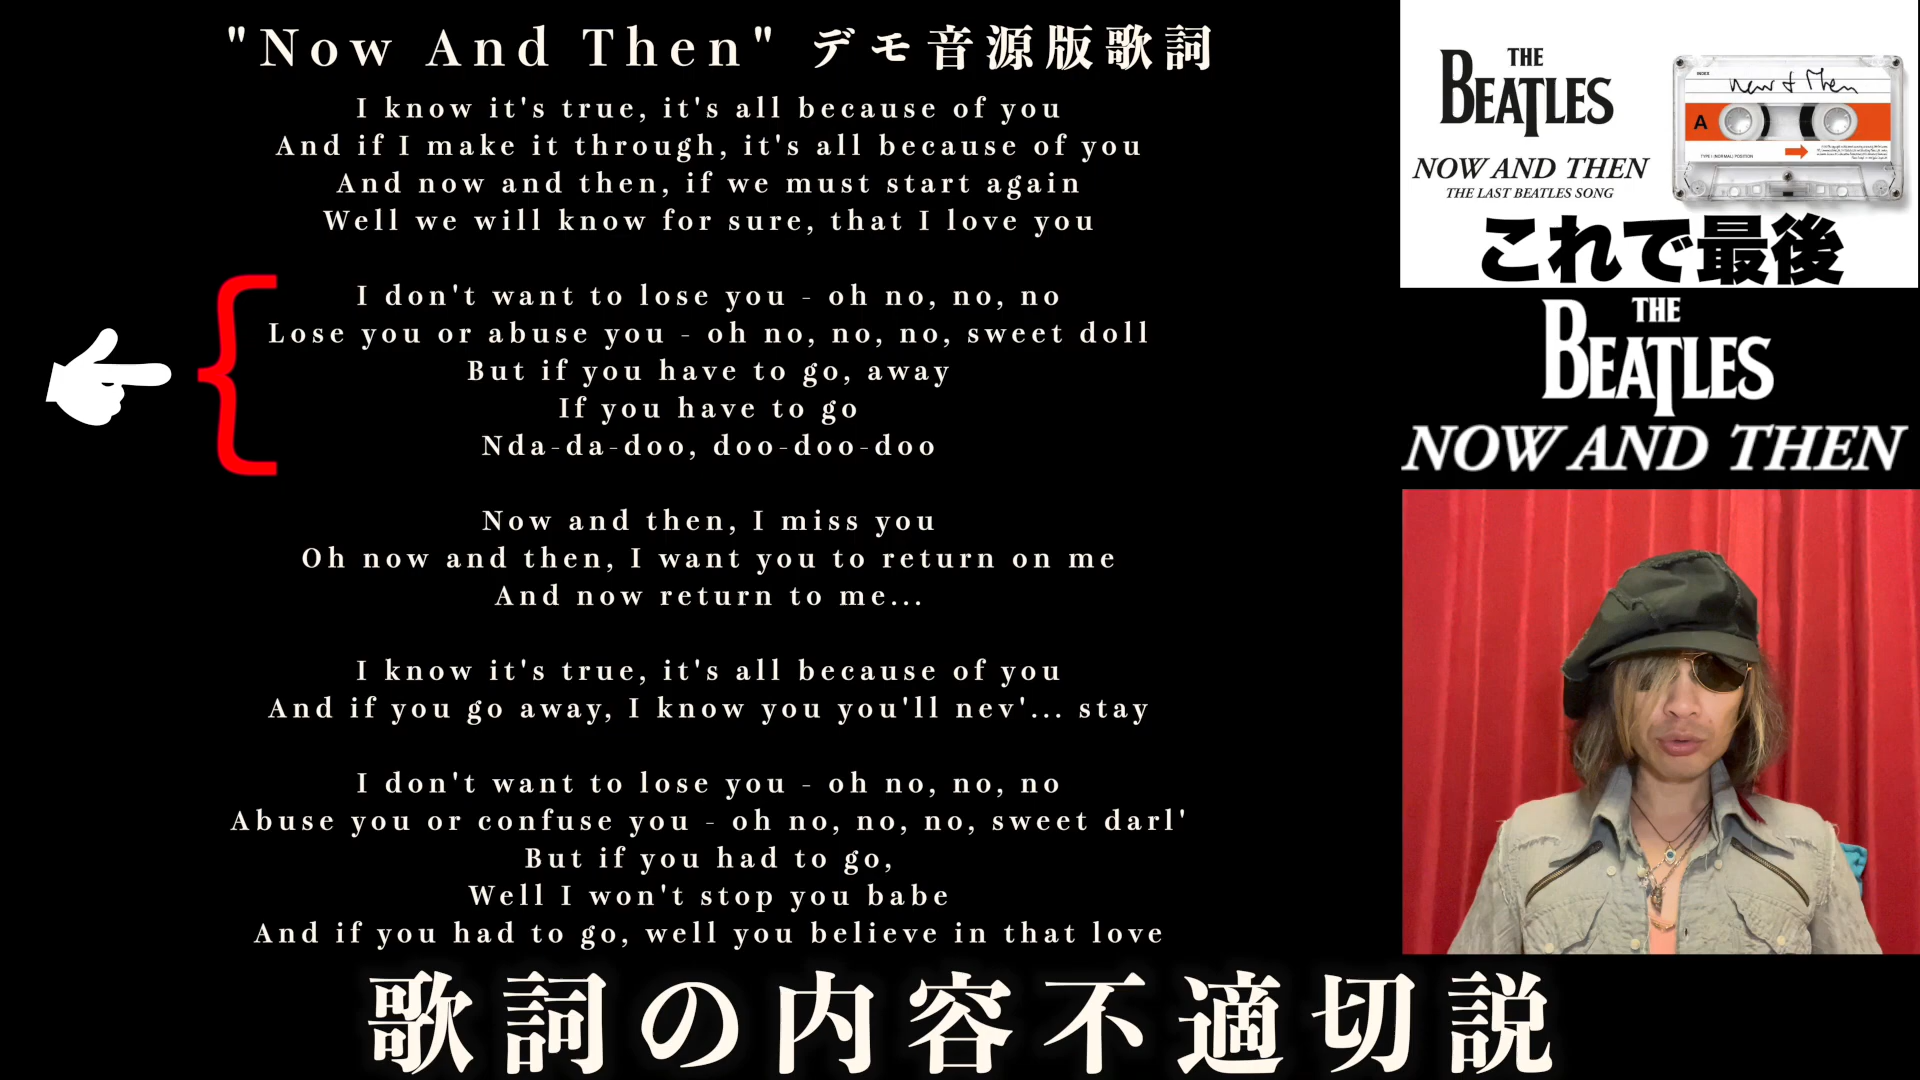 "Now And Then" デモ音源版歌詞
I know it's true, it's all because of you
And if I make it through, it's all because of you
And now and then, if we must start again
Well we will know for sure, that I love you
I don't want to lose you - oh no, no, no
Lose you or abuse you - oh no, no, no, sweet doll
But if you have to go, away
If you have to go
Nda-da-doo, doo-doo-doo
Now and then, I miss you
Oh now and then, I want you to return on me
And now return to me...
I know it's true, it's all because of you
And if you go away, I know you you'll nev'... stay
I don't want to lose you - oh no, no, no
Abuse you or confuse you - oh no, no, no, sweet darl'
But if you had to go,
Well I won't stop you babe
And if you had to go, well you believe in that love
歌詞の内容不適切説
THE
BEATLES
NOW AND THEN
THE LAST BEATLES SONG
INDEX
Now & Then
A
TYPE I (NORMAL) POSITION
これで最後
THE
BEATLES
NOW AND THEN